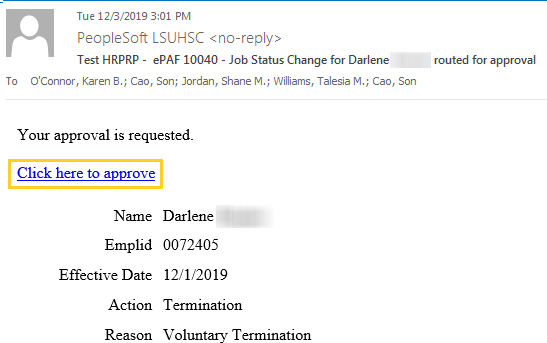 Tue 12/3/2019 3:01 PM
PeopleSoft LSUHSC <no-reply>
Test HRPRP - ePAF 10040 - Job Status Change for Darlene routed for approval
To O'Connor, Karen B.; Cao, Son; Jordan, Shane M.; Williams, Talesia M.; Cao, Son
Your approval is requested.
Click here to approve
Name Darlene
Emplid 0072405
Effective Date 12/1/2019
Action Termination
Reason Voluntary Termination